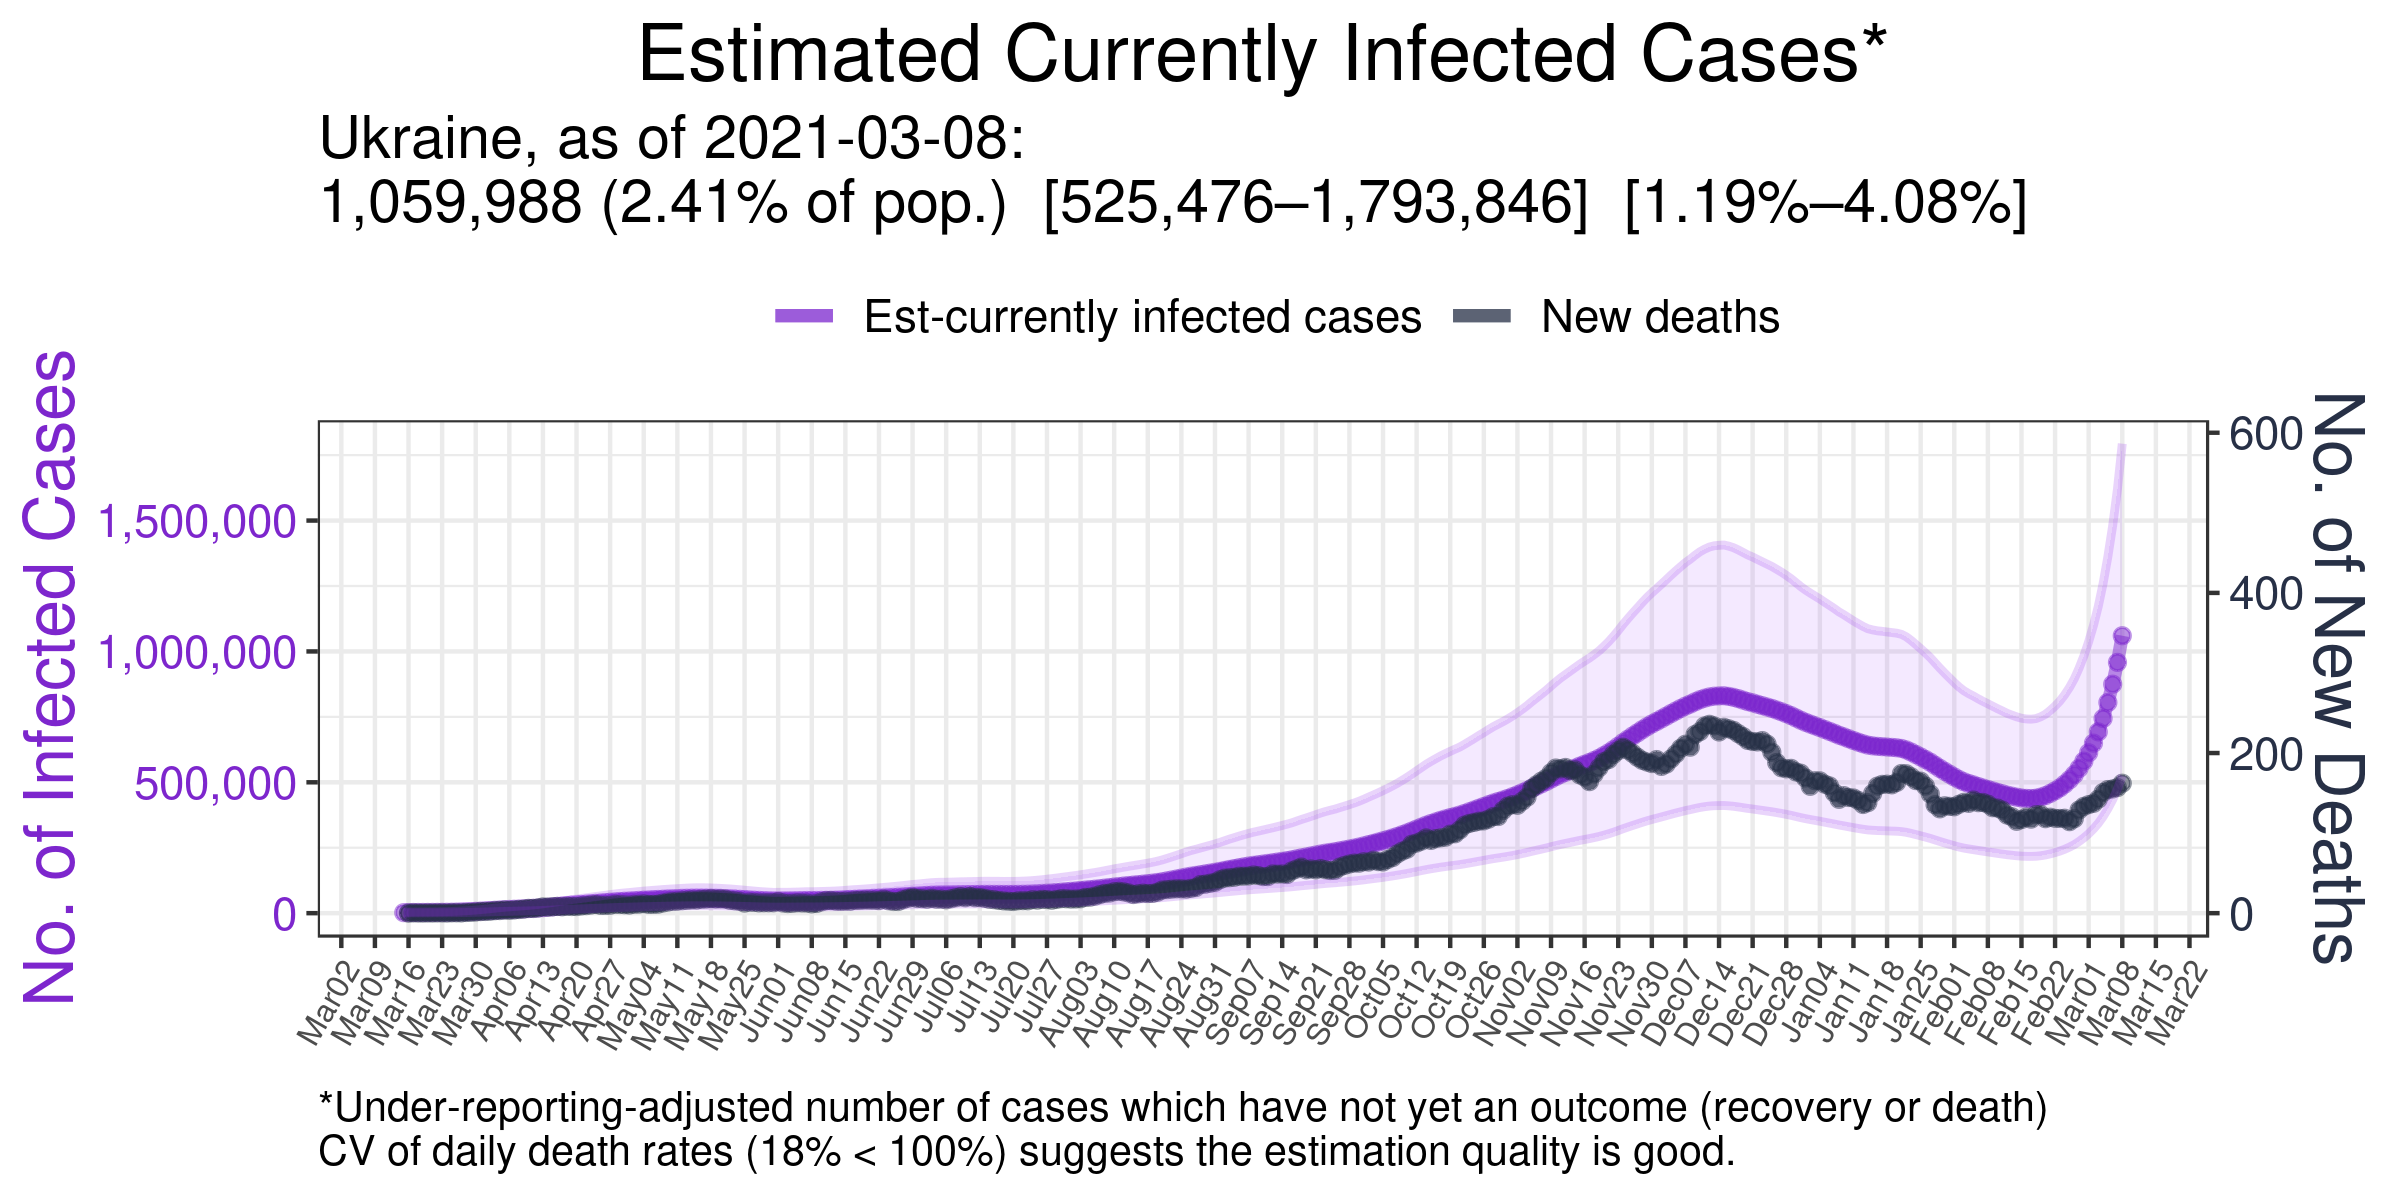 Estimated Currently Infected Cases*
Ukraine, as of 2021-03-08:
1,059,988 (2.41% of pop.) [525,476–1,793,846] [1.19%–4.08%]
Est-currently infected cases
New deaths
No. of Infected Cases
1,500,000
1,000,000
500,000
0
600
400
200
0
No. of New Deaths
Mar02
Mar09
Mar16
Mar23
Mar30
Apr06
Apr13
Apr20
Apr27
May04
May11
May18
May25
Jun01
Jun08
Jun15
Jun22
Jun29
Jul06
Jul13
Jul20
Jul27
Aug03
Aug10
Aug17
Aug24
Aug31
Sep07
Sep14
Sep21
Sep28
Oct05
Oct12
Oct19
Oct26
Nov02
Nov09
Nov16
Nov23
Nov30
Dec07
Dec14
Dec21
Dec28
Jan04
Jan11
Jan18
Jan25
Feb01
Feb08
Feb15
Feb22
Mar01
Mar08
Mar15
Mar22
*Under-reporting-adjusted number of cases which have not yet an outcome (recovery or death)
CV of daily death rates (18% < 100%) suggests the estimation quality is good.